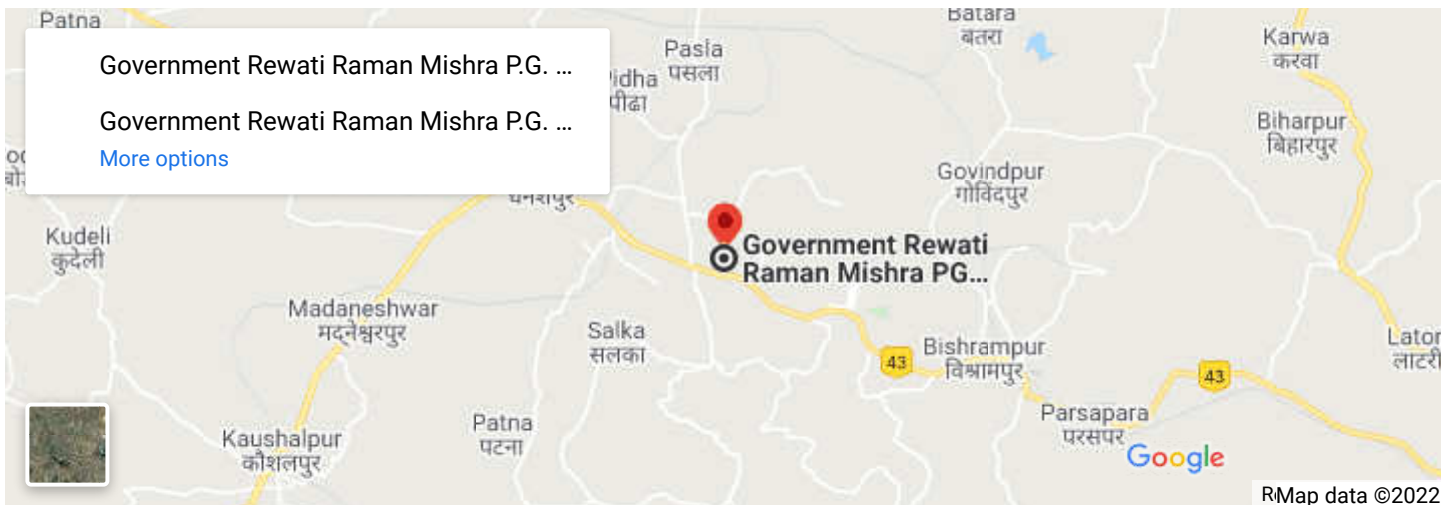 Patna
Government Rewati Raman Mishra P.G. ...
Government Rewati Raman Mishra P.G. ...
More options
Pasla
पसला
पीढा
Batara
बतरा
Karwa
करवा
Biharpur
बिहारपुर
Govindpur
गोविंदपुर
Kudeli
कुदेली
Government Rewati
Raman Mishra PG...
Madaneshwar
मदनेश्वरपुर
Salka
सलका
43
Bishrampur
विश्रामपुर
43
Lator
लाटरी
Patna
पटना
Kaushalpur
कौशलपुर
Parsapara
परसपर
Google
Map data ©2022